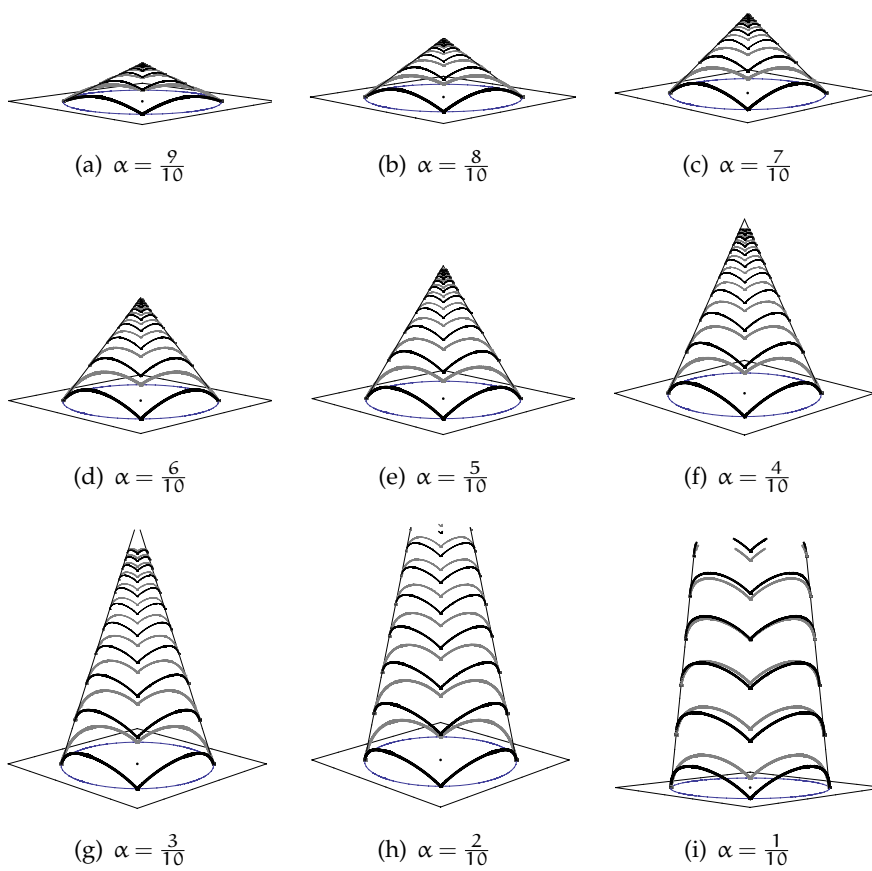 (a) α = 9/10
(b) α = 8/10
(c) α = 7/10
(d) α = 6/10
(e) α = 5/10
(f) α = 4/10
(g) α = 3/10
(h) α = 2/10
(i) α = 1/10